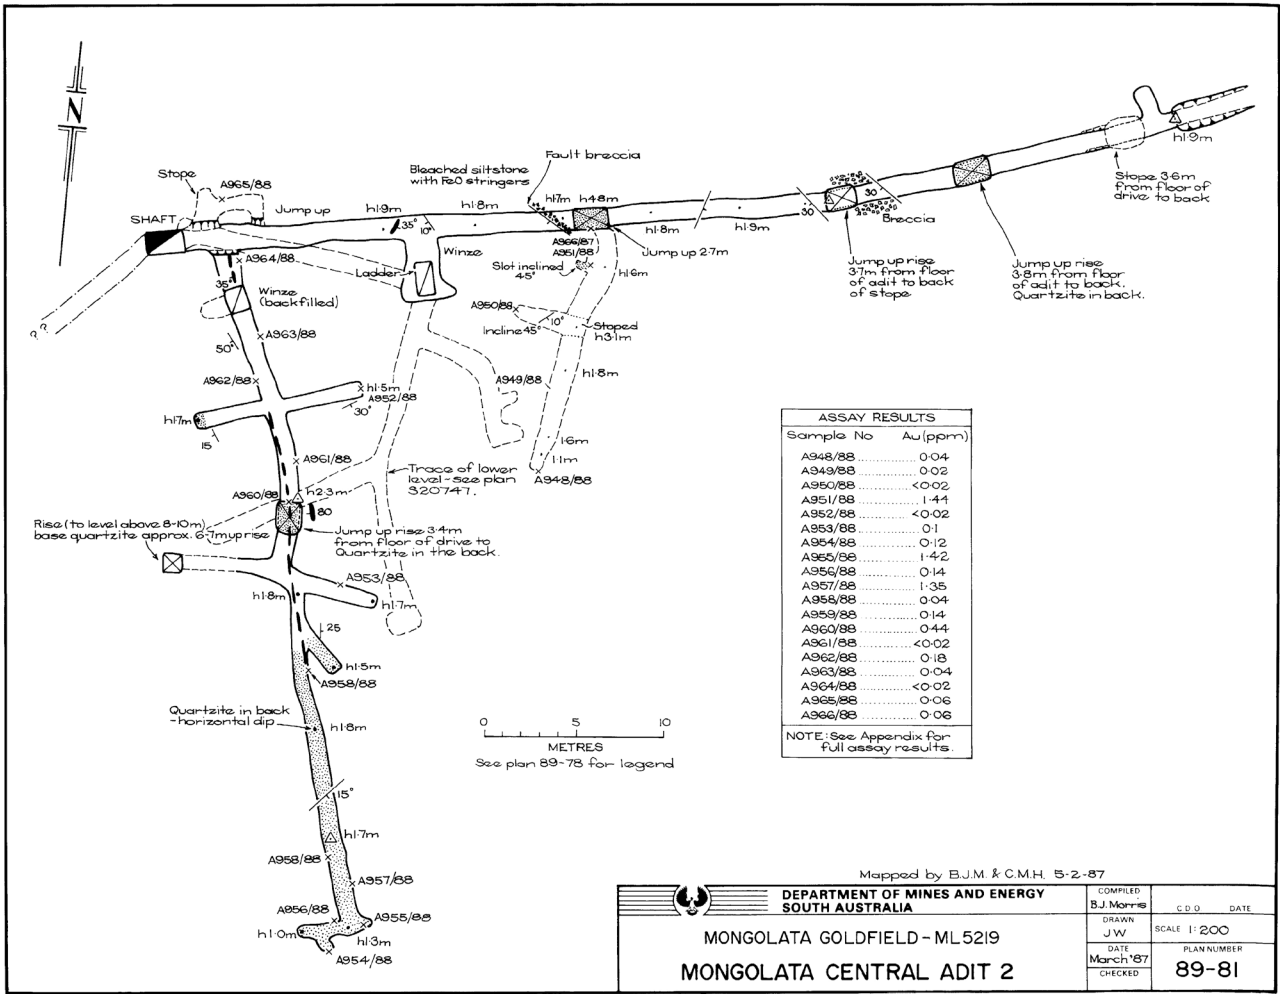 N
Stope
A965/88
SHAFT
Jump up
h1·9m
Bleached siltstone
with FeO stringers
Fault breccia
h1·8m
h1·7m
h4·8m
35°
10°
A964/88
35°
Winze
(backfilled)
Ladder
Winze
A966/87
A951/88
Slot inclined
45°
Jump up 2·7m
h1·6m
h1·8m
h1·9m
30
30
Breccia
Jump up rise
3·7m from floor
of adit to back
of stope
Jump up rise
3·8m from floor
of adit to back.
Quartzite in back.
h1·9m
Stope 3·6m
from floor of
drive to back
? ?
A963/88
50°
A950/88
Incline 45°
10°
Stoped
h3·1m
A962/88
h1·5m
A952/88
30°
h1·7m
15
A949/88
h1·8m
1·6m
1·1m
A948/88
A961/88
Trace of lower
level-see plan
S20747.
A960/88
h2·3m
80
Rise (to level above 8-10m)
base quartzite approx. 6-7m up rise
Jump up rise 3·4m
from floor of drive to
Quartzite in the back.
A953/88
h1·8m
h1·7m
25
h1·5m
A958/88
Quartzite in back
-horizontal dip
h1·8m
15°
h1·7m
A958/88
A957/88
A956/88
A955/88
h1·0m
h1·3m
A954/88
0 5 10
METRES
See plan 89-78 for legend
ASSAY RESULTS
Sample No Au(ppm)
A948/88 ............ 0·04
A949/88 ............ 0·02
A950/88 ............ <0·02
A951/88 ............ 1·44
A952/88 ............ <0·02
A953/88 ............ 0·1
A954/88 ............ 0·12
A955/88 ............ 1·42
A956/88 ............ 0·14
A957/88 ............ 1·35
A958/88 ............ 0·04
A959/88 ............ 0·14
A960/88 ............ 0·44
A961/88 ............ <0·02
A962/88 ............ 0·18
A963/88 ............ 0·04
A964/88 ............ <0·02
A965/88 ............ 0·06
A966/88 ............ 0·06
NOTE: See Appendix for
full assay results.
Mapped by B.J.M. & C.M.H. 5-2-87
DEPARTMENT OF MINES AND ENERGY
SOUTH AUSTRALIA
MONGOLATA GOLDFIELD - ML5219
MONGOLATA CENTRAL ADIT 2
COMPILED
B.J. Morris
DRAWN
JW
DATE
March '87
CHECKED
C D O DATE
SCALE 1:200
PLAN NUMBER
89-81